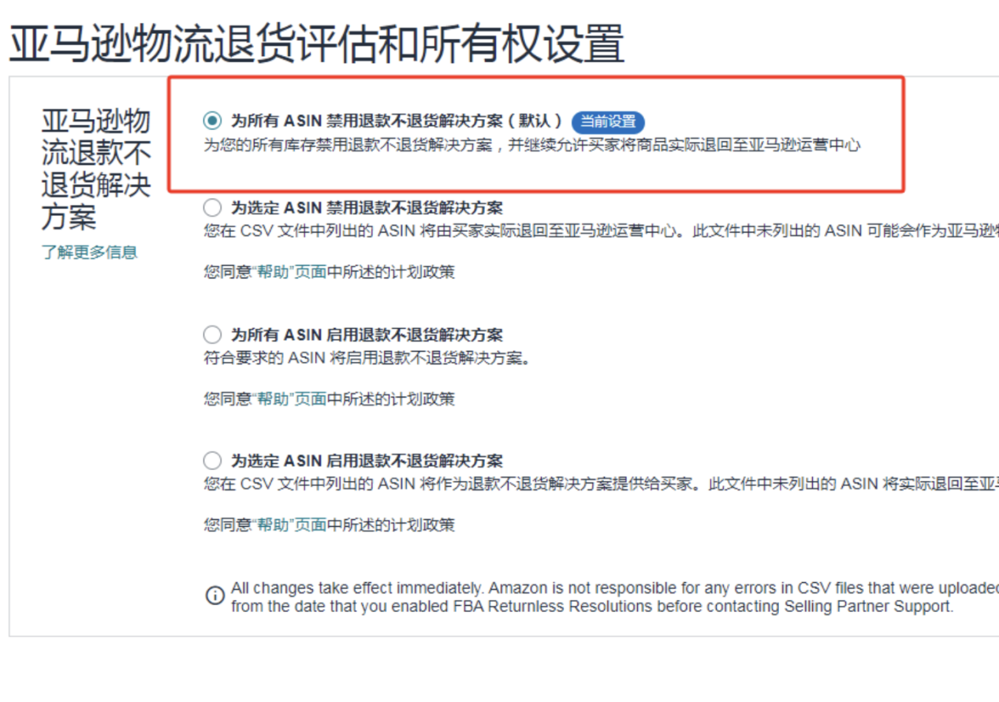 亚马逊物流退货评估和所有权设置
亚马逊物
流退款不
退货解决
方案
了解更多信息
为所有 ASIN 禁用退款不退货解决方案（默认） 当前设置
为您的所有库存禁用退款不退货解决方案，并继续允许买家将商品实际退回至亚马逊运营中心
为选定 ASIN 禁用退款不退货解决方案
您在 CSV 文件中列出的 ASIN 将由买家实际退回至亚马逊运营中心。此文件中未列出的 ASIN 可能会作为亚马逊
您同意“帮助”页面中所述的计划政策
为所有 ASIN 启用退款不退货解决方案
符合要求的 ASIN 将启用退款不退货解决方案。
您同意“帮助”页面中所述的计划政策
为选定 ASIN 启用退款不退货解决方案
您在 CSV 文件中列出的 ASIN 将作为退款不退货解决方案提供给买家。此文件中未列出的 ASIN 将实际退回至亚
您同意“帮助”页面中所述的计划政策
All changes take effect immediately. Amazon is not responsible for any errors in CSV files that were uploaded
from the date that you enabled FBA Returnless Resolutions before contacting Selling Partner Support.